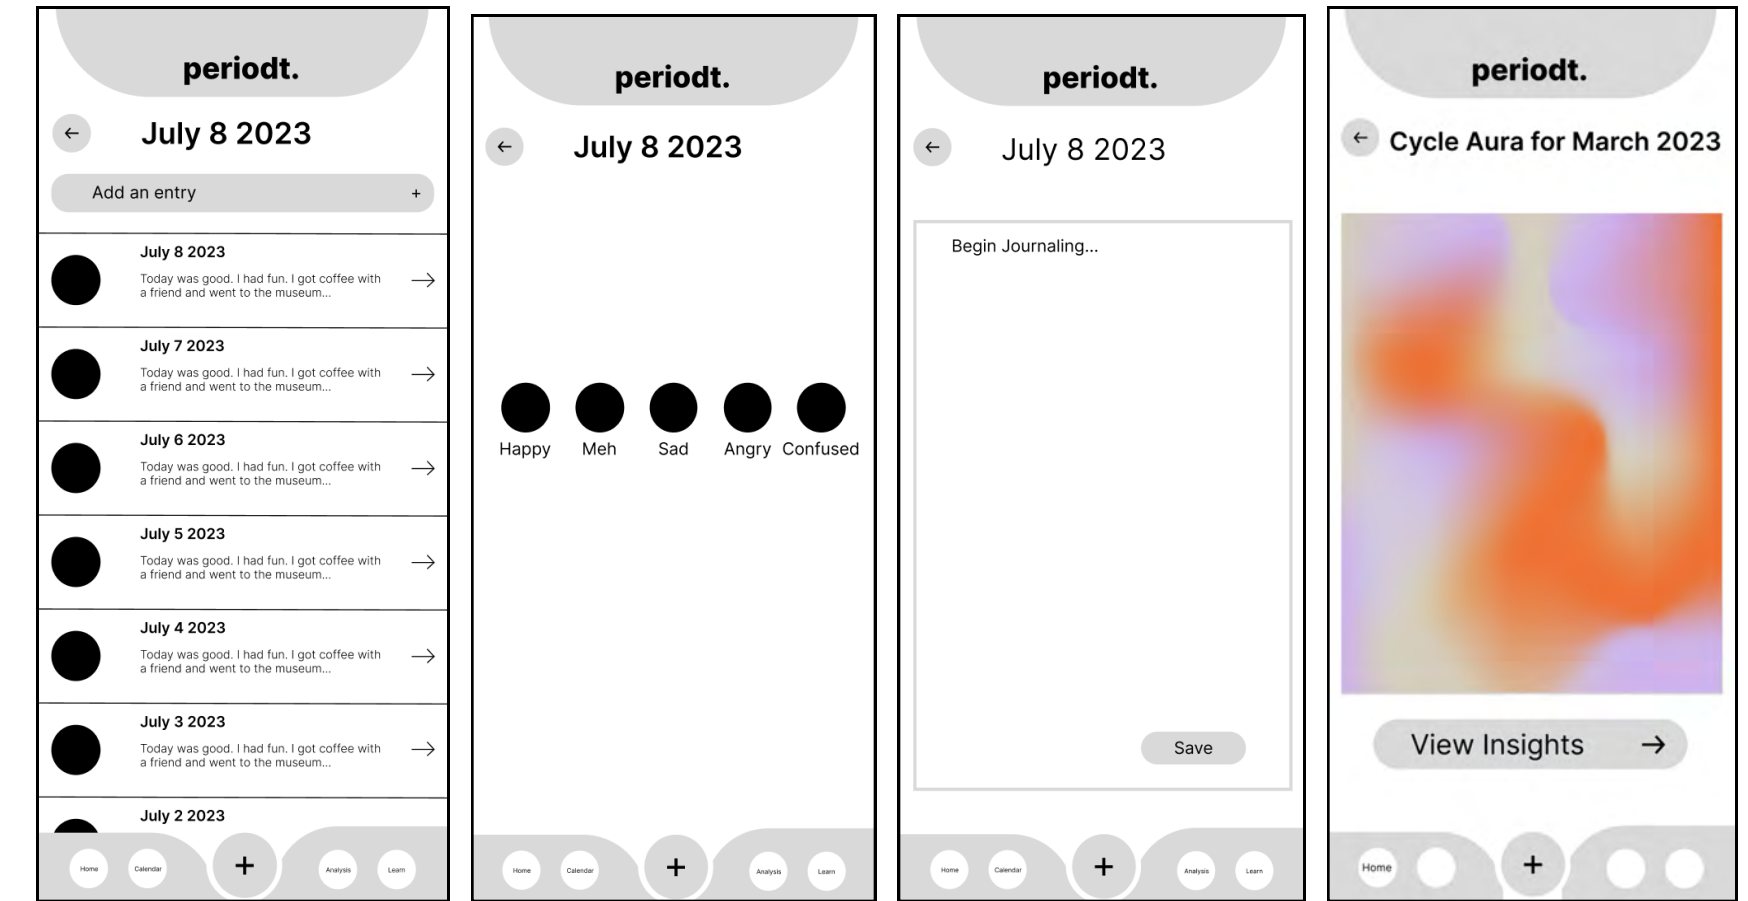 periodt.
←
July 8 2023
Add an entry +
July 8 2023
Today was good. I had fun. I got coffee with
a friend and went to the museum...
→
July 7 2023
Today was good. I had fun. I got coffee with
a friend and went to the museum...
→
July 6 2023
Today was good. I had fun. I got coffee with
a friend and went to the museum...
→
July 5 2023
Today was good. I had fun. I got coffee with
a friend and went to the museum...
→
July 4 2023
Today was good. I had fun. I got coffee with
a friend and went to the museum...
→
July 3 2023
Today was good. I had fun. I got coffee with
a friend and went to the museum...
→
July 2 2023
Home Calendar + Analysis Learn
periodt.
← July 8 2023
Happy Meh Sad Angry Confused
Home Calendar + Analysis Learn
periodt.
← July 8 2023
Begin Journaling...
Save
Home Calendar + Analysis Learn
periodt.
← Cycle Aura for March 2023
View Insights →
Home +